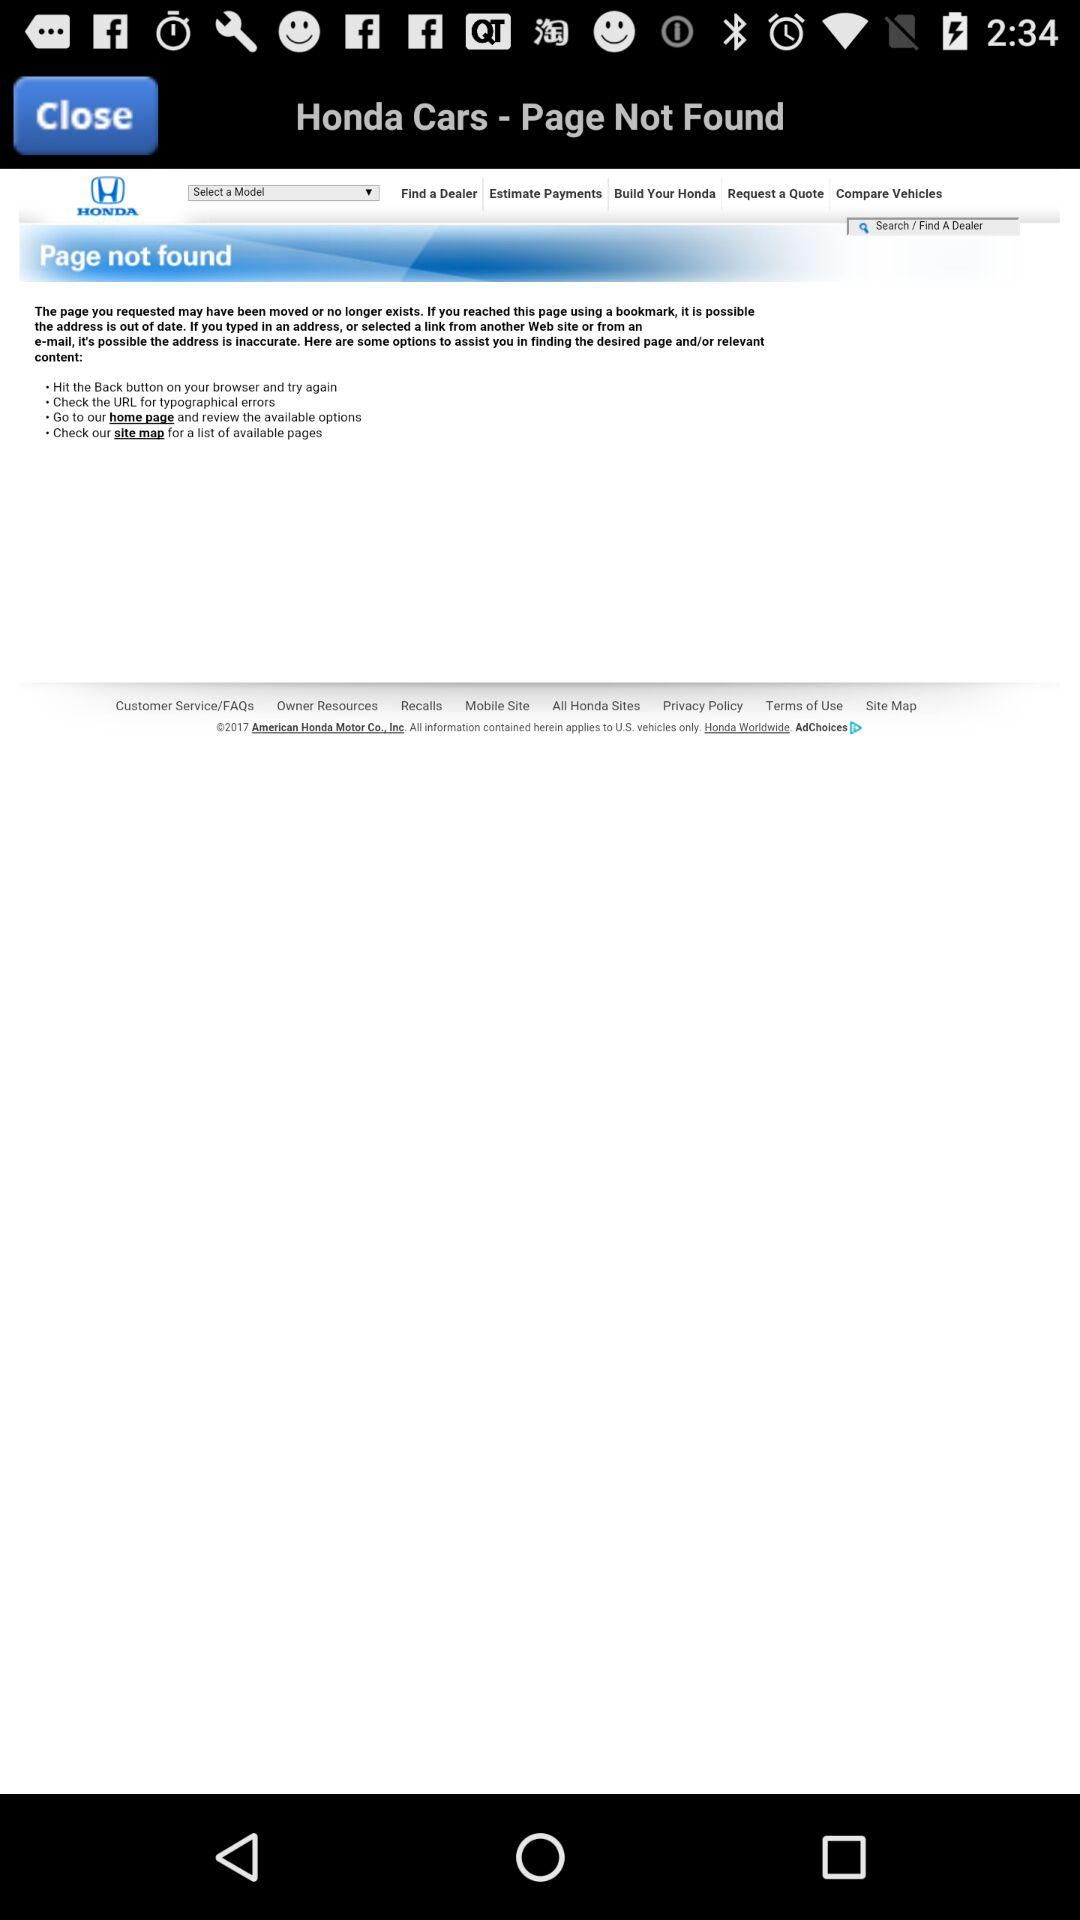 QT 淘 2:34
Close Honda Cars - Page Not Found
HONDA Select a Model ▼ Find a Dealer Estimate Payments Build Your Honda Request a Quote Compare Vehicles
Search / Find A Dealer
Page not found
The page you requested may have been moved or no longer exists. If you reached this page using a bookmark, it is possible
the address is out of date. If you typed in an address, or selected a link from another Web site or from an
e-mail, it's possible the address is inaccurate. Here are some options to assist you in finding the desired page and/or relevant
content:
• Hit the Back button on your browser and try again
• Check the URL for typographical errors
• Go to our home page and review the available options
• Check our site map for a list of available pages
Customer Service/FAQs Owner Resources Recalls Mobile Site All Honda Sites Privacy Policy Terms of Use Site Map
©2017 American Honda Motor Co., Inc. All information contained herein applies to U.S. vehicles only. Honda Worldwide. AdChoices